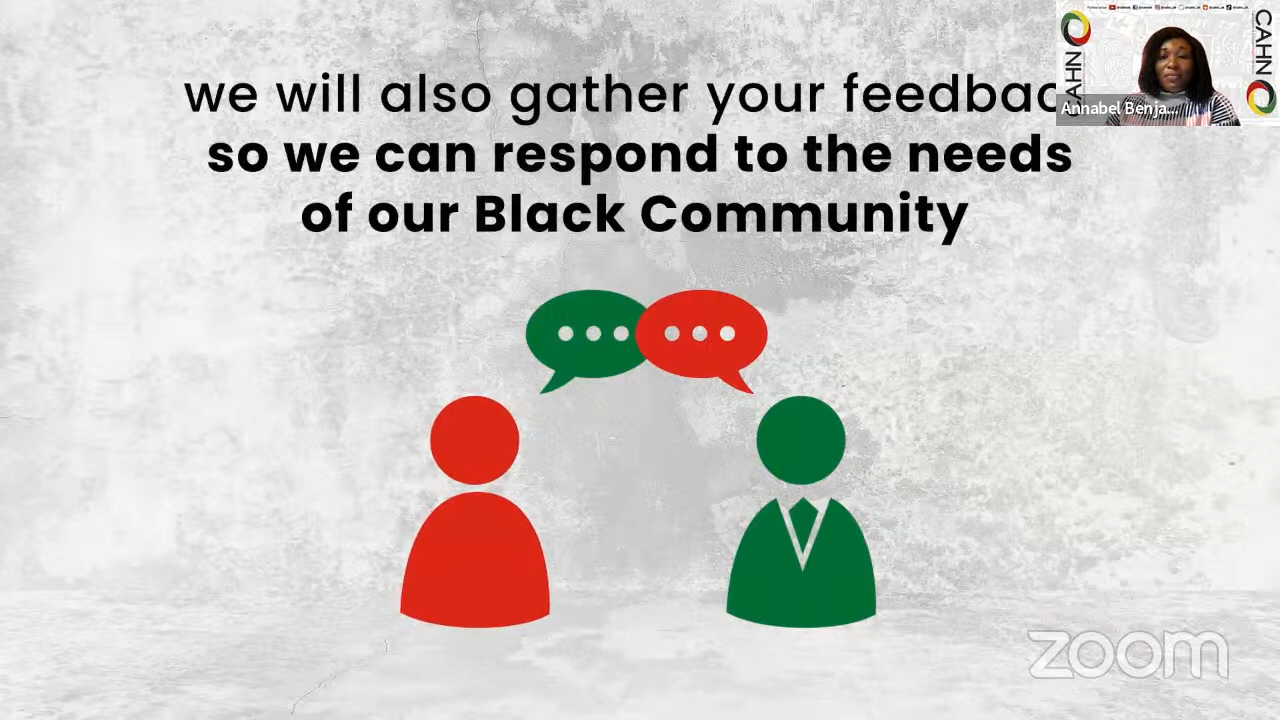 we will also gather your feedbac
so we can respond to the needs
of our Black Community
CAHN
CAHN
Annabel Benja...
zoom